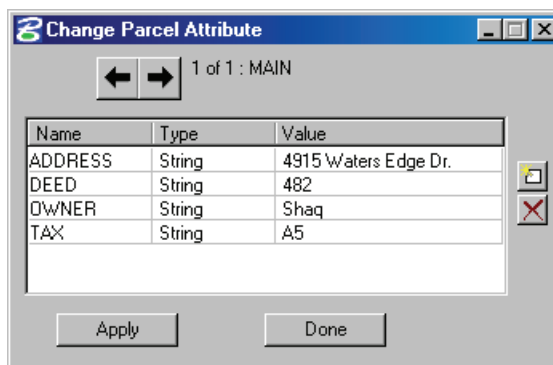 Change Parcel Attribute
1 of 1 : MAIN
Name Type Value
ADDRESS String 4915 Waters Edge Dr.
DEED String 482
OWNER String Shaq
TAX String A5
Apply Done